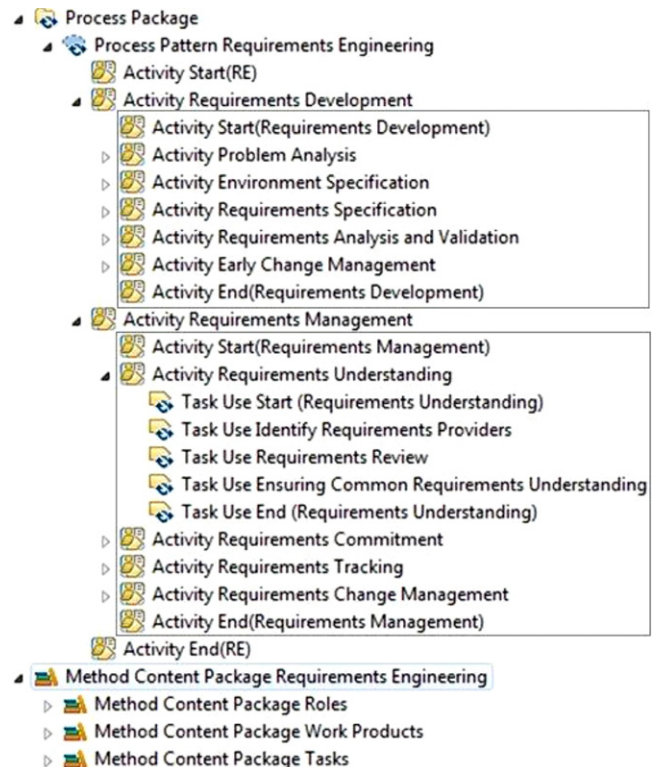 Process Package
Process Pattern Requirements Engineering
Activity Start(RE)
Activity Requirements Development
Activity Start(Requirements Development)
Activity Problem Analysis
Activity Environment Specification
Activity Requirements Specification
Activity Requirements Analysis and Validation
Activity Early Change Management
Activity End(Requirements Development)
Activity Requirements Management
Activity Start(Requirements Management)
Activity Requirements Understanding
Task Use Start (Requirements Understanding)
Task Use Identify Requirements Providers
Task Use Requirements Review
Task Use Ensuring Common Requirements Understanding
Task Use End (Requirements Understanding)
Activity Requirements Commitment
Activity Requirements Tracking
Activity Requirements Change Management
Activity End(Requirements Management)
Activity End(RE)
Method Content Package Requirements Engineering
Method Content Package Roles
Method Content Package Work Products
Method Content Package Tasks